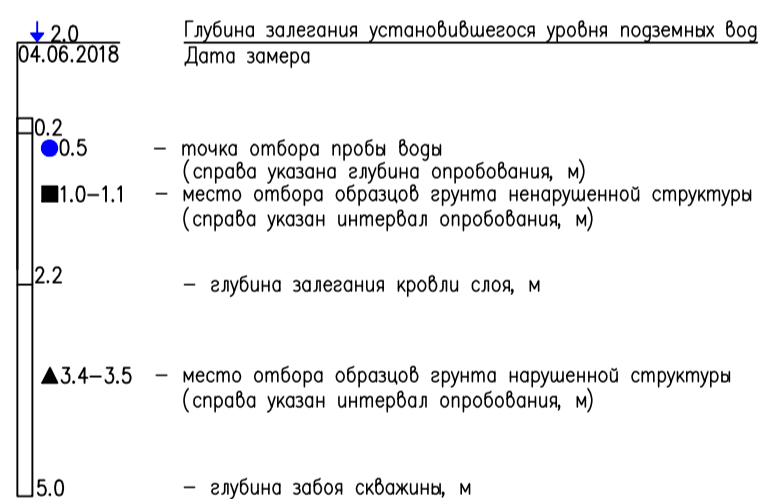 2.0 Глубина залегания установившегося уровня подземных вод
04.06.2018 Дата замера
0.2
0.5 – точка отбора пробы воды
(справа указана глубина опробования, м)
1.0–1.1 – место отбора образцов грунта ненарушенной структуры
(справа указан интервал опробования, м)
2.2 – глубина залегания кровли слоя, м
3.4–3.5 – место отбора образцов грунта нарушенной структуры
(справа указан интервал опробования, м)
5.0 – глубина забоя скважины, м